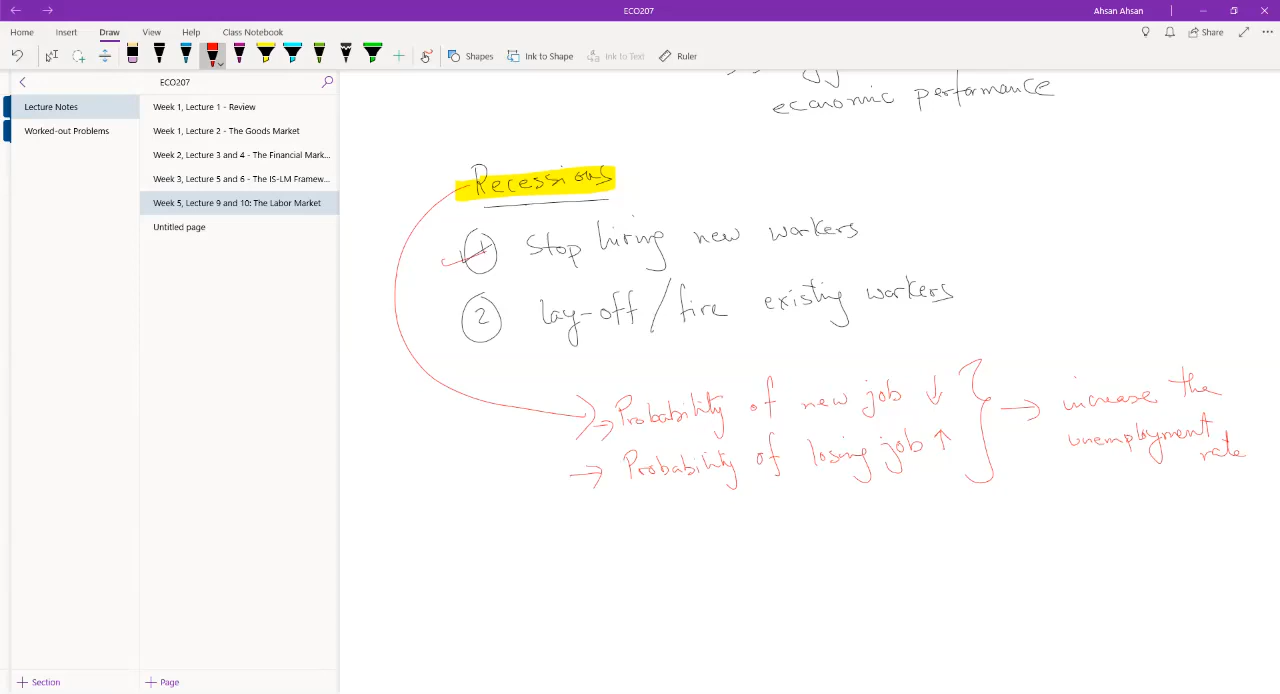 ECO207
Ahsan Ahsan
Home Insert Draw View Help Class Notebook
Share
Shapes Ink to Shape Ink to Text Ruler
ECO207
Lecture Notes
Worked-out Problems
Week 1, Lecture 1 - Review
Week 1, Lecture 2 - The Goods Market
Week 2, Lecture 3 and 4 - The Financial Mark...
Week 3, Lecture 5 and 6 - The IS-LM Framew...
Week 5, Lecture 9 and 10: The Labor Market
Untitled page
economic performance
Recessions
1 Stop hiring new workers
2 lay-off / fire existing workers
→ Probability of new job ↓
→ Probability of losing job ↑
→ increase the
unemployment
rate
+ Section
+ Page